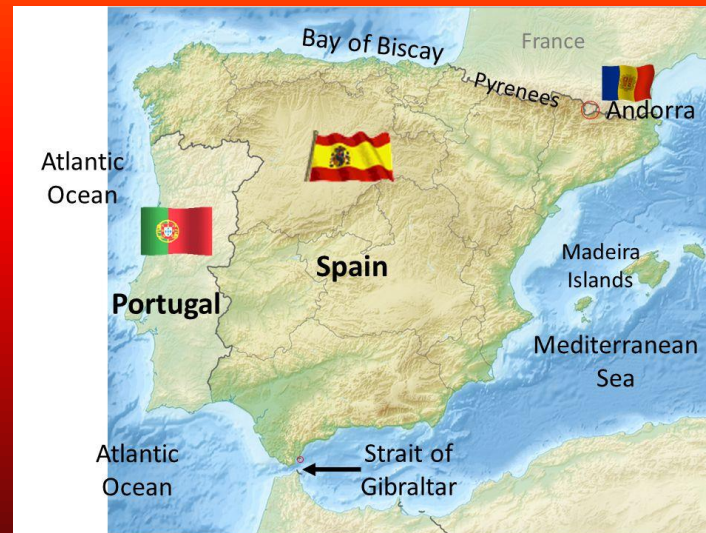 Bay of Biscay
France
Pyrenees
Andorra
Atlantic
Ocean
Spain
Portugal
Madeira
Islands
Mediterranean
Sea
Atlantic
Ocean
Strait of
Gibraltar